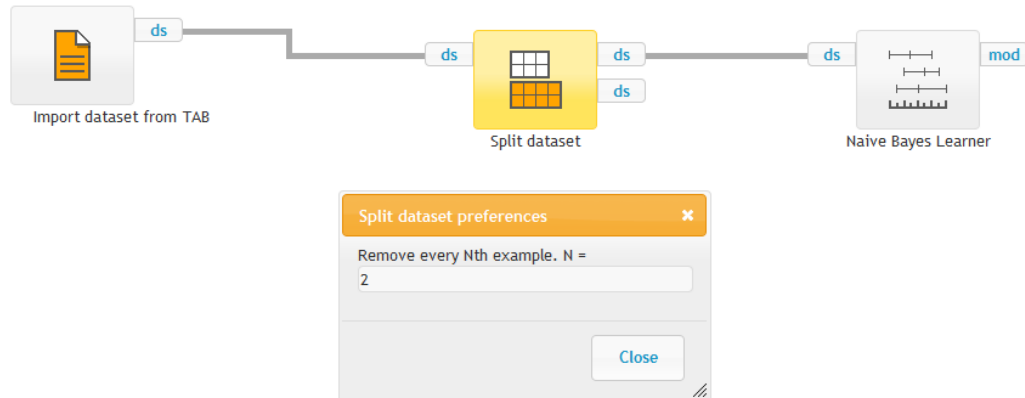 ds
ds
ds
ds
ds
mod
Import dataset from TAB
Split dataset
Naive Bayes Learner
Split dataset preferences
Remove every Nth example. N =
2
Close